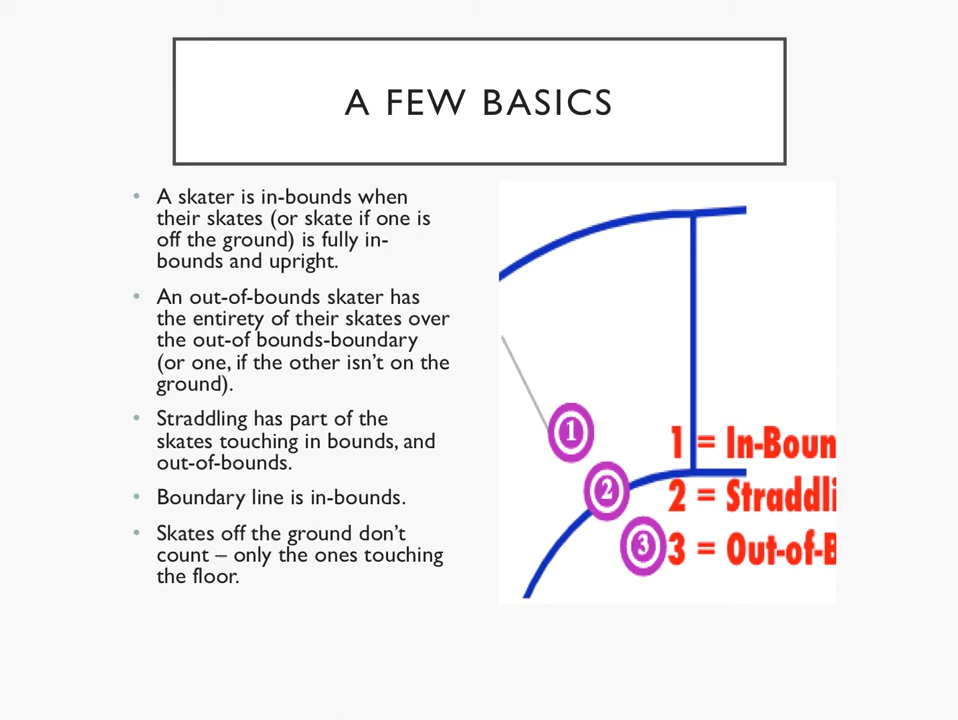 A FEW BASICS
• A skater is in-bounds when
their skates (or skate if one is
off the ground) is fully in-
bounds and upright.
• An out-of-bounds skater has
the entirety of their skates over
the out-of bounds-boundary
(or one, if the other isn't on the
ground).
• Straddling has part of the
skates touching in bounds, and
out-of-bounds.
• Boundary line is in-bounds.
• Skates off the ground don't
count – only the ones touching
the floor.
1
2
3
1 = In-Boun
2 = Straddli
3 = Out-of-B